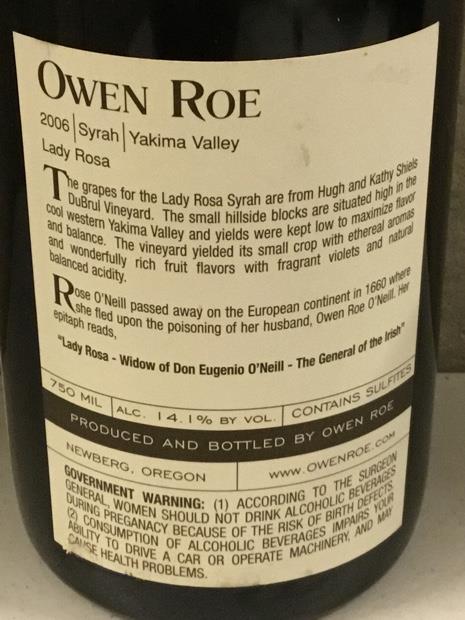 OWEN ROE
2006 | Syrah | Yakima Valley
Lady Rosa
The grapes for the Lady Rosa Syrah are from Hugh and Kathy Shiels
DuBrul Vineyard. The small hillside blocks are situated high in the
cool western Yakima Valley and yields were kept low to maximize flavor
and balance. The vineyard yielded its small crop with ethereal aromas
and wonderfully rich fruit flavors with fragrant violets and natural
balanced acidity.
Rose O'Neill passed away on the European continent in 1660 where
she fled upon the poisoning of her husband, Owen Roe O'Neill. Her
epitaph reads,
"Lady Rosa - Widow of Don Eugenio O'Neill - The General of the Irish"
750 MIL | ALC. 14.1% BY VOL. | CONTAINS SULFITES
PRODUCED AND BOTTLED BY OWEN ROE
NEWBERG, OREGON | WWW.OWENROE.COM
GOVERNMENT WARNING: (1) ACCORDING TO THE SURGEON
GENERAL, WOMEN SHOULD NOT DRINK ALCOHOLIC BEVERAGES
DURING PREGANACY BECAUSE OF THE RISK OF BIRTH DEFECTS.
(2) CONSUMPTION OF ALCOHOLIC BEVERAGES IMPAIRS YOUR
ABILITY TO DRIVE A CAR OR OPERATE MACHINERY, AND MAY
CAUSE HEALTH PROBLEMS.